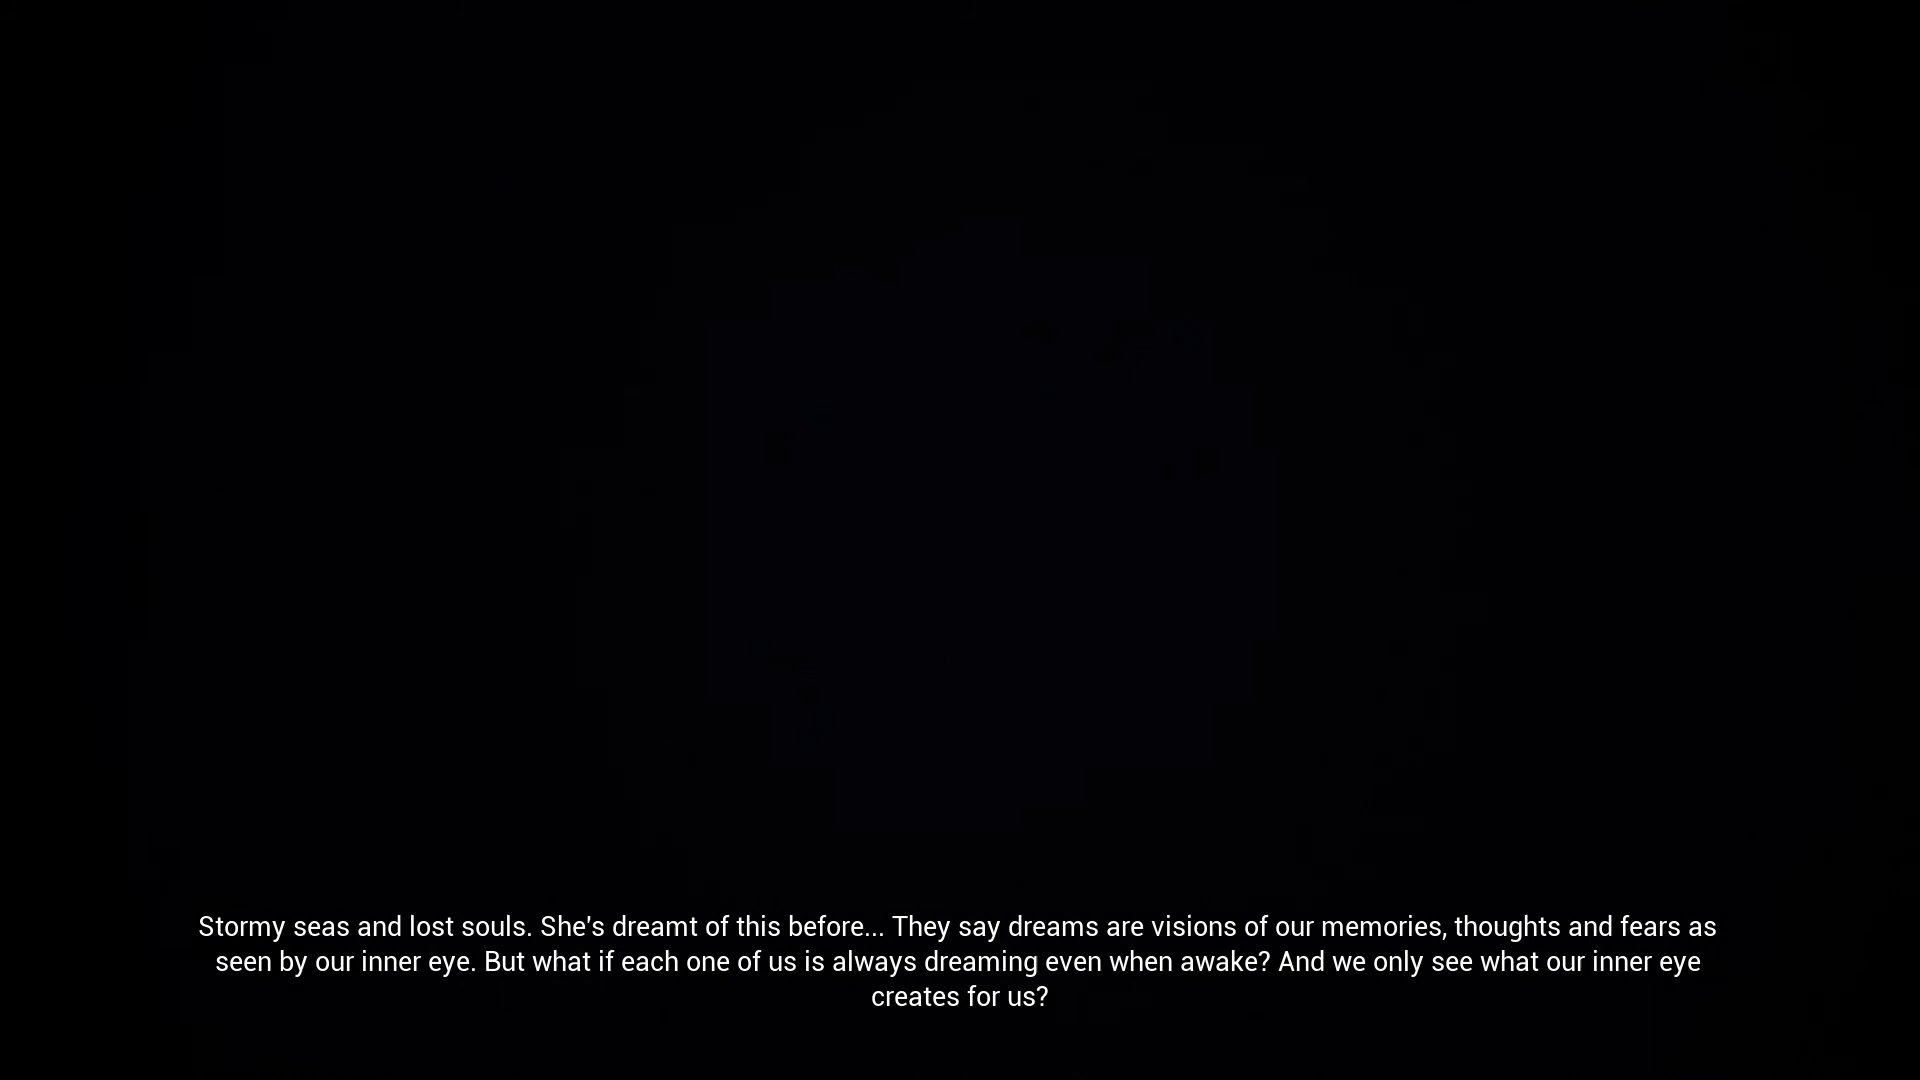 Stormy seas and lost souls. She's dreamt of this before... They say dreams are visions of our memories, thoughts and fears as
seen by our inner eye. But what if each one of us is always dreaming even when awake? And we only see what our inner eye
creates for us?